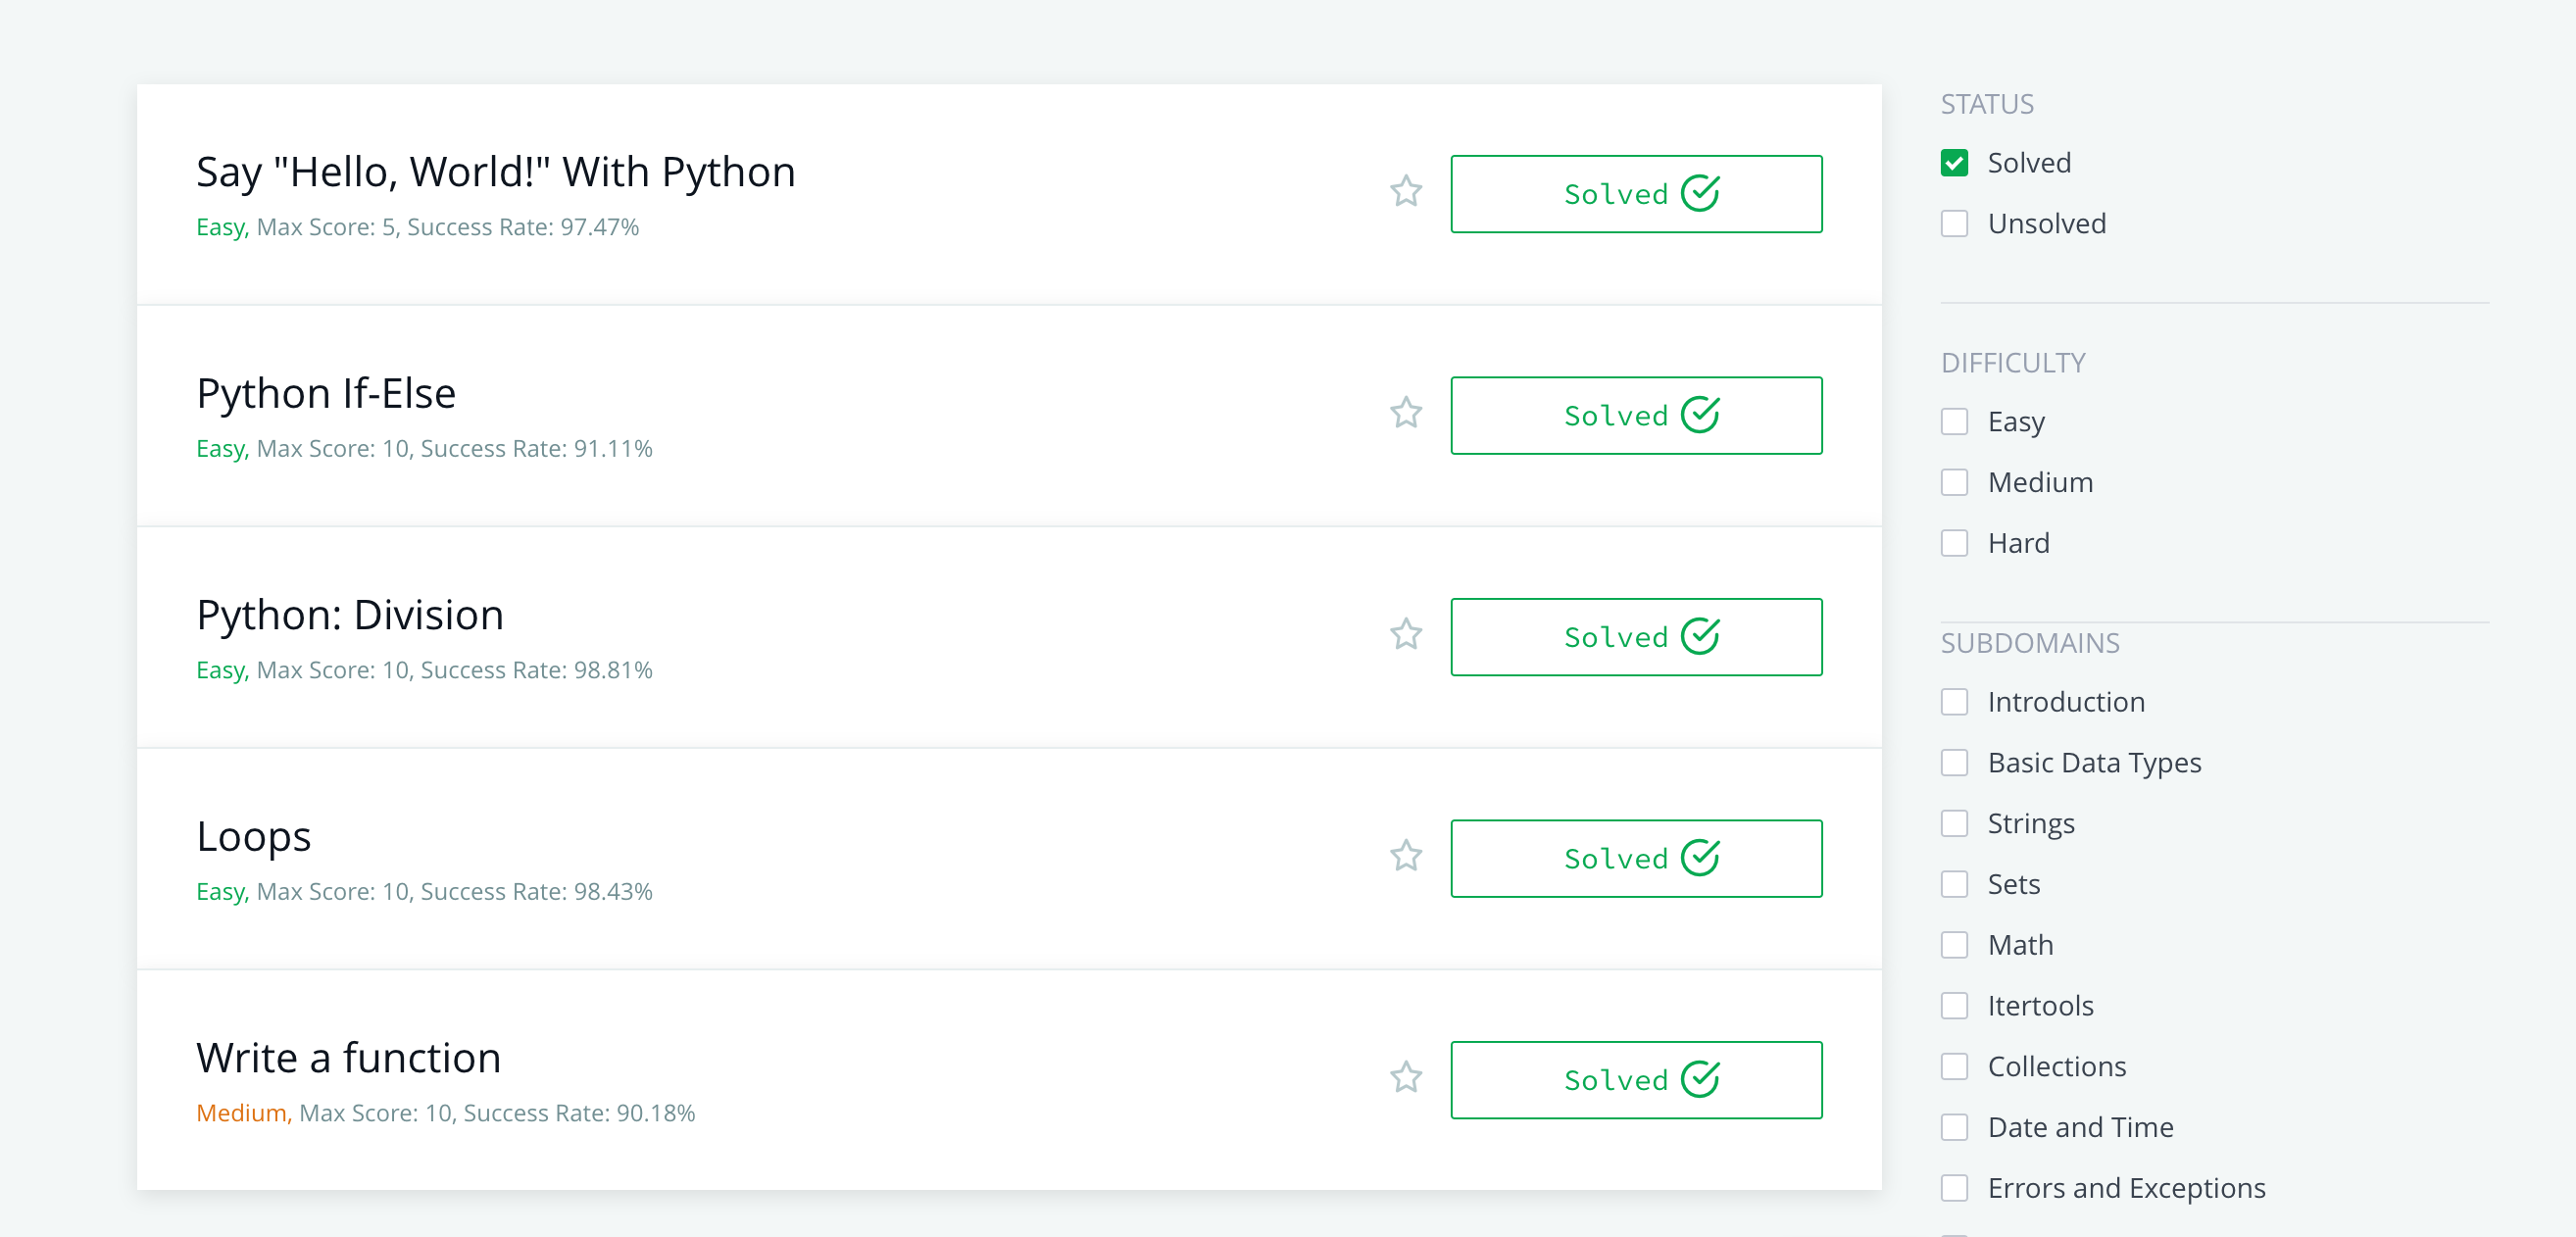 Say "Hello, World!" With Python
Easy, Max Score: 5, Success Rate: 97.47%
Solved
Python If-Else
Easy, Max Score: 10, Success Rate: 91.11%
Solved
Python: Division
Easy, Max Score: 10, Success Rate: 98.81%
Solved
Loops
Easy, Max Score: 10, Success Rate: 98.43%
Solved
Write a function
Medium, Max Score: 10, Success Rate: 90.18%
Solved
STATUS
Solved
Unsolved
DIFFICULTY
Easy
Medium
Hard
SUBDOMAINS
Introduction
Basic Data Types
Strings
Sets
Math
Itertools
Collections
Date and Time
Errors and Exceptions